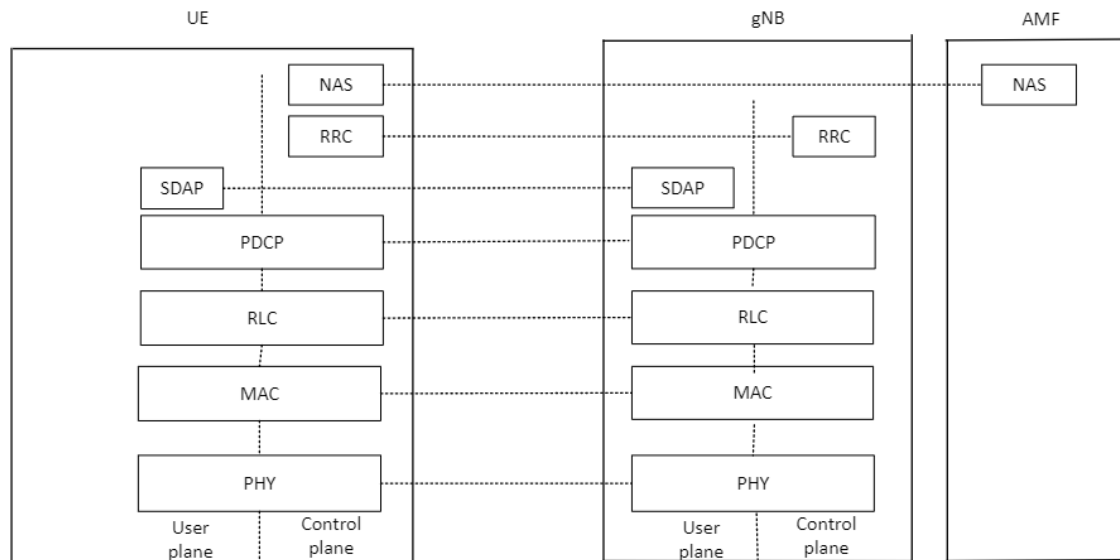 UE
gNB
AMF
NAS
NAS
RRC
RRC
SDAP
SDAP
PDCP
PDCP
RLC
RLC
MAC
MAC
PHY
PHY
User
plane
Control
plane
User
plane
Control
plane